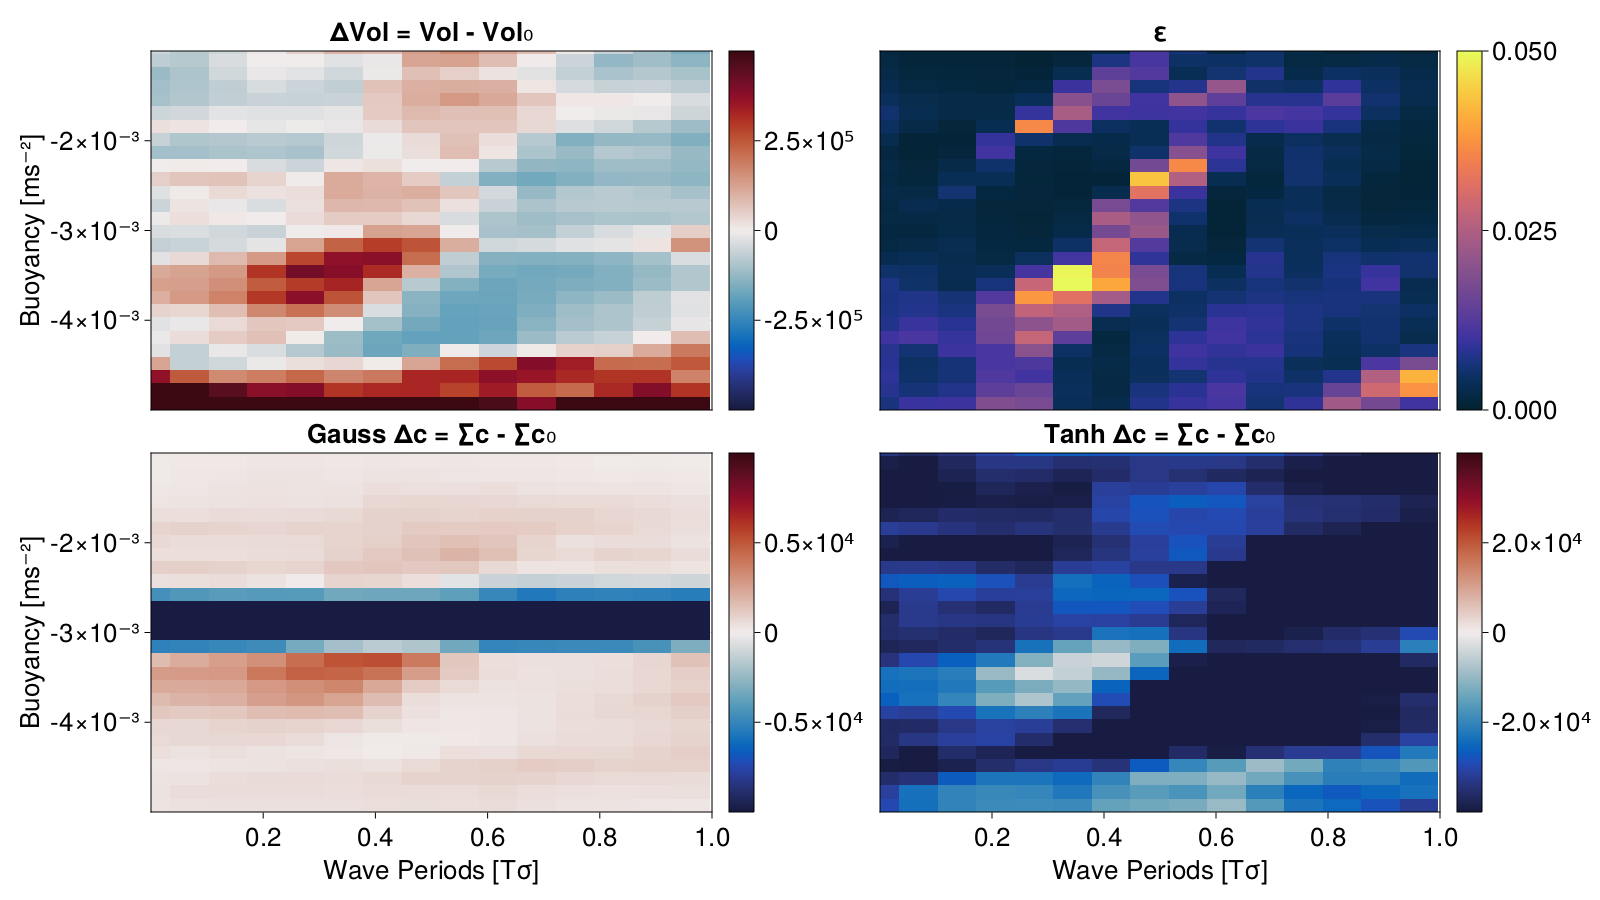 ΔVol = Vol - Vol₀
ε
Buoyancy [ms⁻²]
-2×10⁻³
-3×10⁻³
-4×10⁻³
2.5×10⁵
0
-2.5×10⁵
0.050
0.025
0.000
Gauss Δc = ∑c - ∑c₀
Tanh Δc = ∑c - ∑c₀
Buoyancy [ms⁻²]
-2×10⁻³
-3×10⁻³
-4×10⁻³
0.5×10⁴
0
-0.5×10⁴
2.0×10⁴
0
-2.0×10⁴
0.2 0.4 0.6 0.8 1.0
0.2 0.4 0.6 0.8 1.0
Wave Periods [Tσ]
Wave Periods [Tσ]